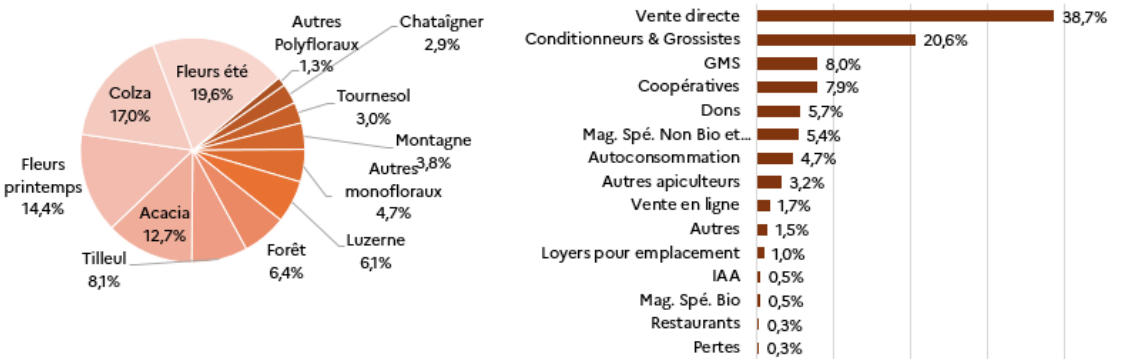 Autres
Polyfloraux
1,3%
Chataîgner
2,9%
Fleurs été
19,6%
Colza
17,0%
Tournesol
3,0%
Montagne
3,8%
Autres
monofloraux
4,7%
Fleurs
printemps
14,4%
Acacia
12,7%
Luzerne
6,1%
Forêt
6,4%
Tilleul
8,1%
Vente directe 38,7%
Conditionneurs & Grossistes 20,6%
GMS 8,0%
Coopératives 7,9%
Dons 5,7%
Mag. Spé. Non Bio et... 5,4%
Autoconsommation 4,7%
Autres apiculteurs 3,2%
Vente en ligne 1,7%
Autres 1,5%
Loyers pour emplacement 1,0%
IAA 0,5%
Mag. Spé. Bio 0,5%
Restaurants 0,3%
Pertes 0,3%